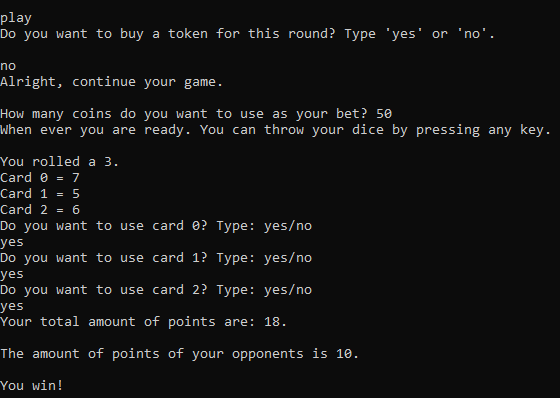 play
Do you want to buy a token for this round? Type 'yes' or 'no'.
no
Alright, continue your game.
How many coins do you want to use as your bet? 50
When ever you are ready. You can throw your dice by pressing any key.
You rolled a 3.
Card 0 = 7
Card 1 = 5
Card 2 = 6
Do you want to use card 0? Type: yes/no
yes
Do you want to use card 1? Type: yes/no
yes
Do you want to use card 2? Type: yes/no
yes
Your total amount of points are: 18.
The amount of points of your opponents is 10.
You win!